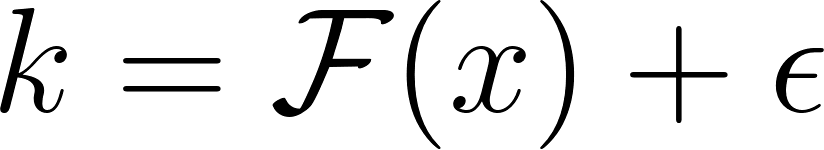 k = ℱ(x) + ϵ